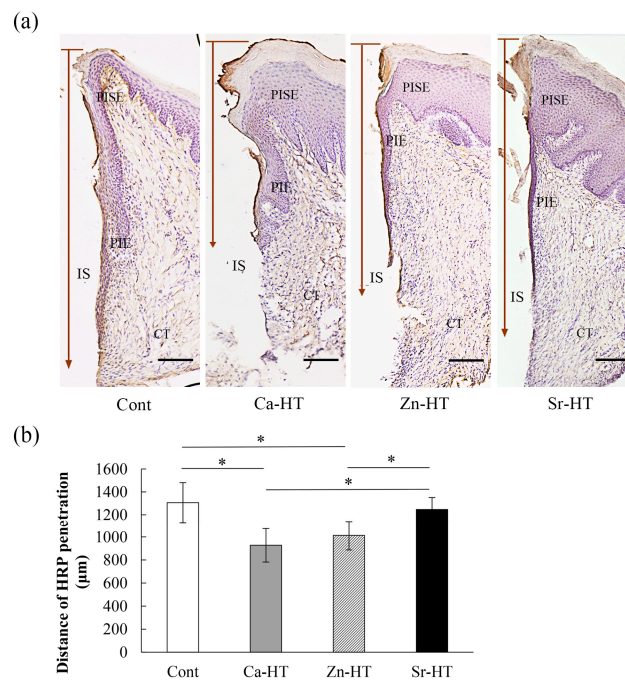 (a)
PISE
PIE
IS
CT
Cont
PISE
PIE
IS
CT
Ca-HT
PISE
PIE
IS
CT
Zn-HT
PISE
PIE
IS
CT
Sr-HT
(b)
*
*
*
*
Distance of HRP penetration
(μm)
1600
1400
1200
1000
800
600
400
200
0
Cont
Ca-HT
Zn-HT
Sr-HT